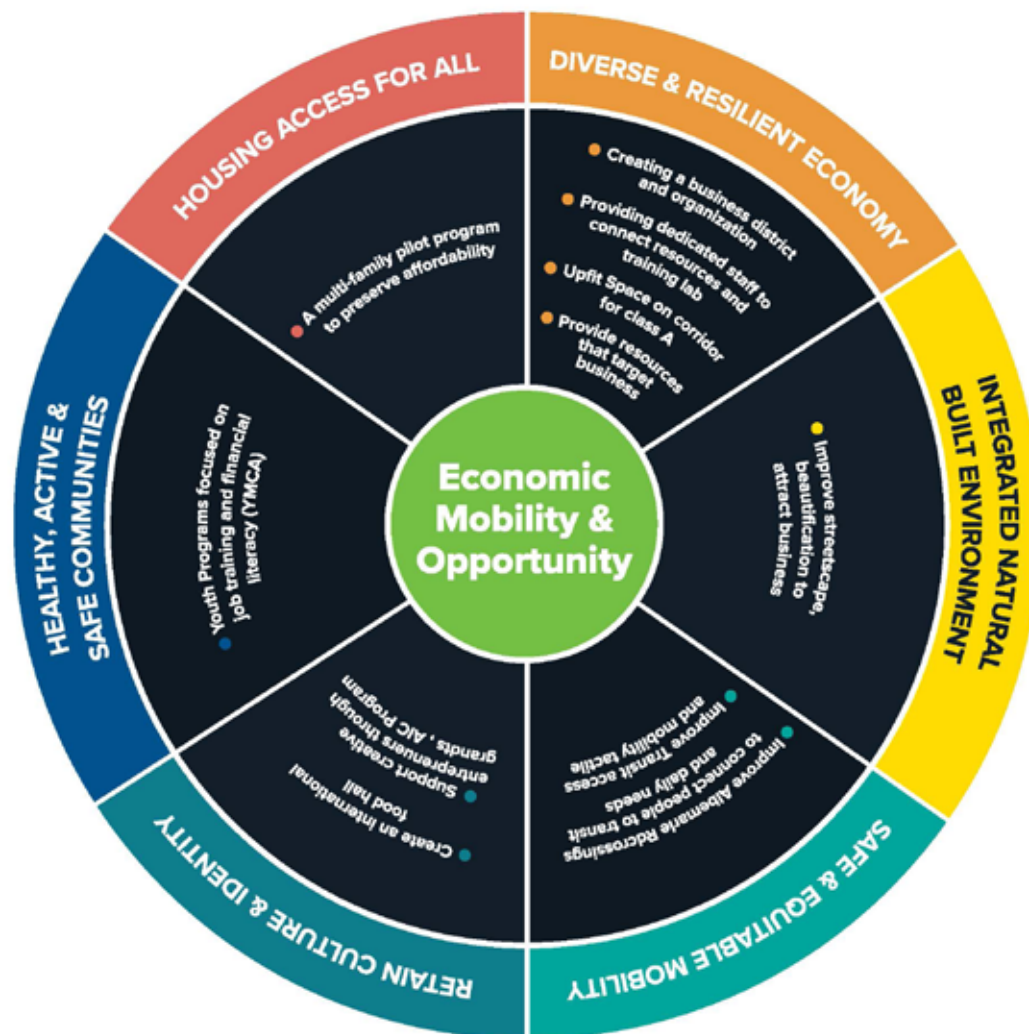 HOUSING ACCESS FOR ALL
A multi-family pilot program
to preserve affordability
DIVERSE & RESILIENT ECONOMY
Creating a business district
and organization
Providing dedicated staff to
connect resources and
training lab
Upfit Space on corridor
for class A
Provide resources
that target
business
INTEGRATED NATURAL
BUILT ENVIRONMENT
Improve streetscape,
beautification to
attract business
SAFE & EQUITABLE MOBILITY
Improve Albemarle Rdcrossings
to connect people to transit
and daily needs
Improve Transit access
and mobility tactile
RETAIN CULTURE & IDENTITY
Create an International
food hall
Support creative
entreprenuers through
grandts, AIC Program
HEALTHY, ACTIVE &
SAFE COMMUNITIES
Youth Programs focused on
job training and financial
literacy (YMCA)
Economic
Mobility &
Opportunity